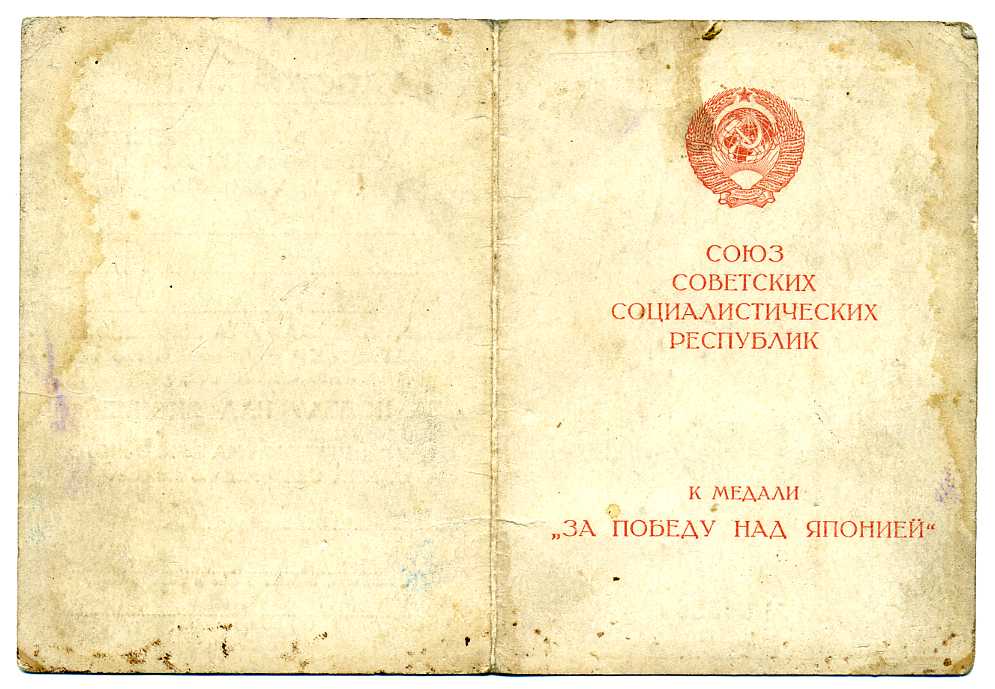 СОЮЗ
СОВЕТСКИХ
СОЦИАЛИСТИЧЕСКИХ
РЕСПУБЛИК
К МЕДАЛИ
„ЗА ПОБЕДУ НАД ЯПОНИЕЙ“